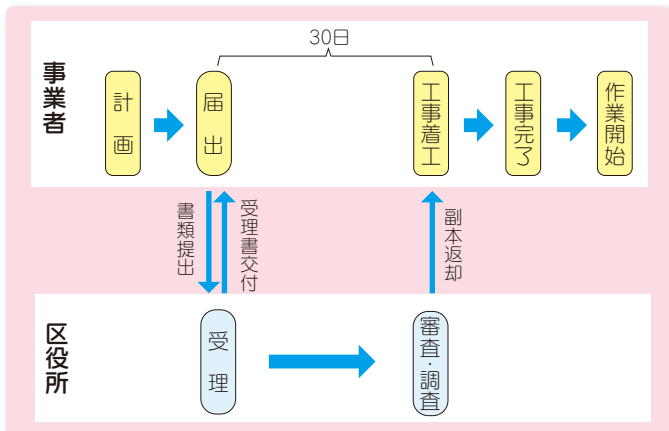 30日
事業者
計画
届出
工事着工
工事完了
作業開始
書類提出
受理書交付
副本返却
区役所
受理
審査・調査